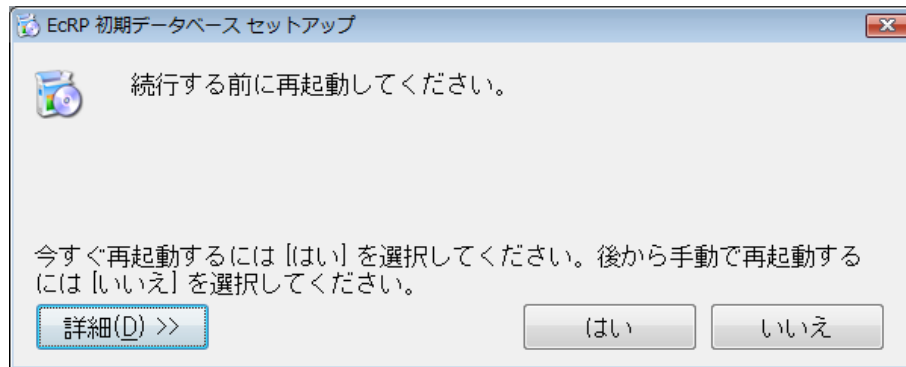 EcRP 初期データベース セットアップ
続行する前に再起動してください。
今すぐ再起動するには [はい] を選択してください。後から手動で再起動する
には [いいえ] を選択してください。
詳細(D) >>
はい
いいえ